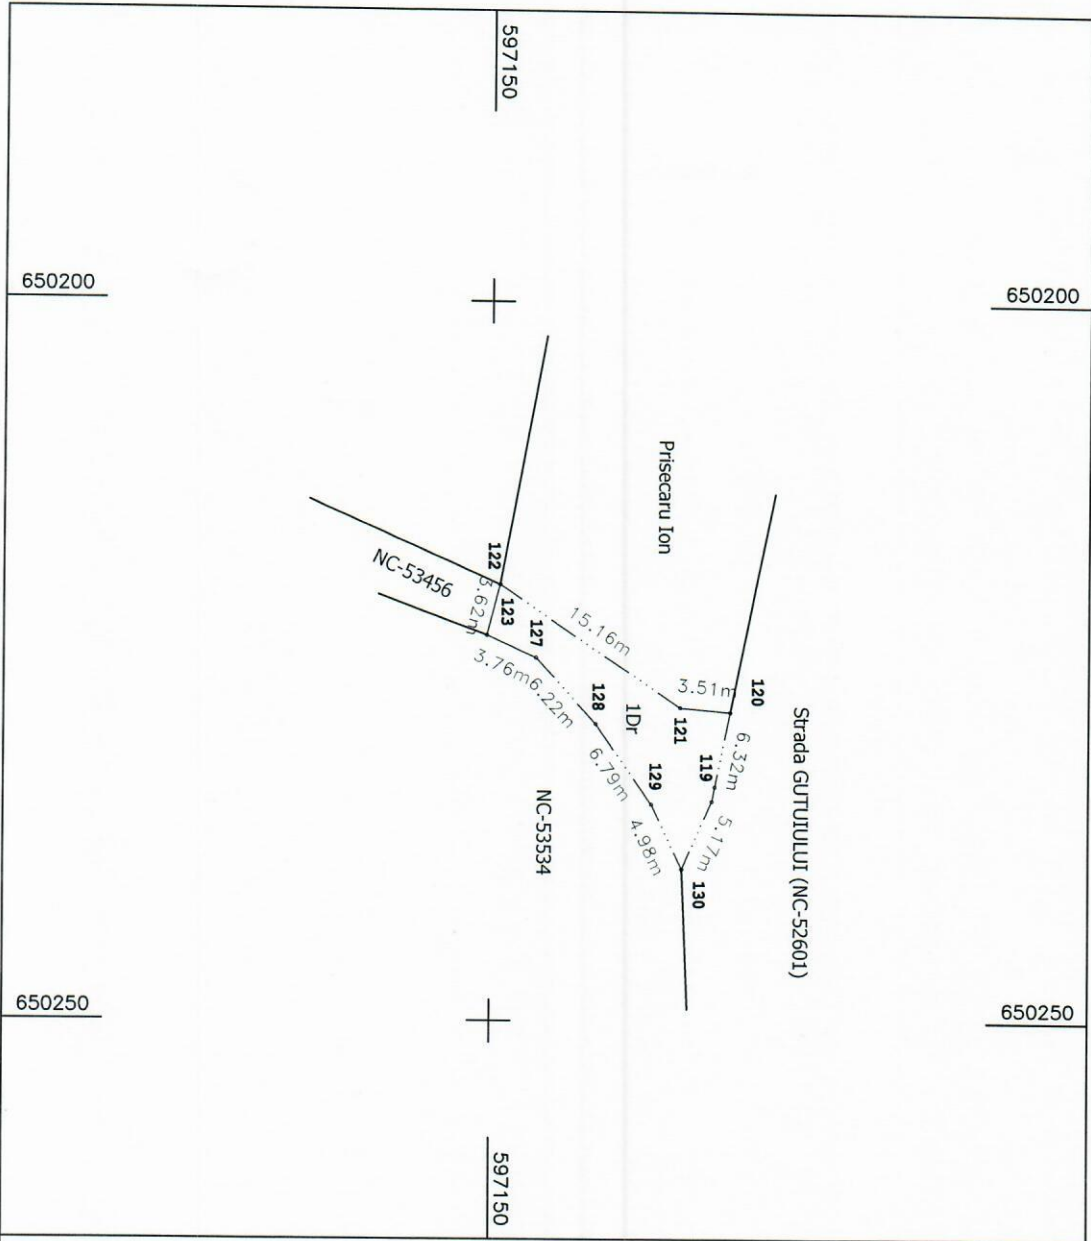 597150
650200
650200
Prisecaru Ion
Strada GUTUIULUI (NC-52601)
122
NC-53456
3.62m
123
127
15.16m
3.51m
120
121
3.76m
6.22m
128
1Dr
119
6.32m
6.79m
129
5.17m
4.98m
130
NC-53534
650250
650250
597150